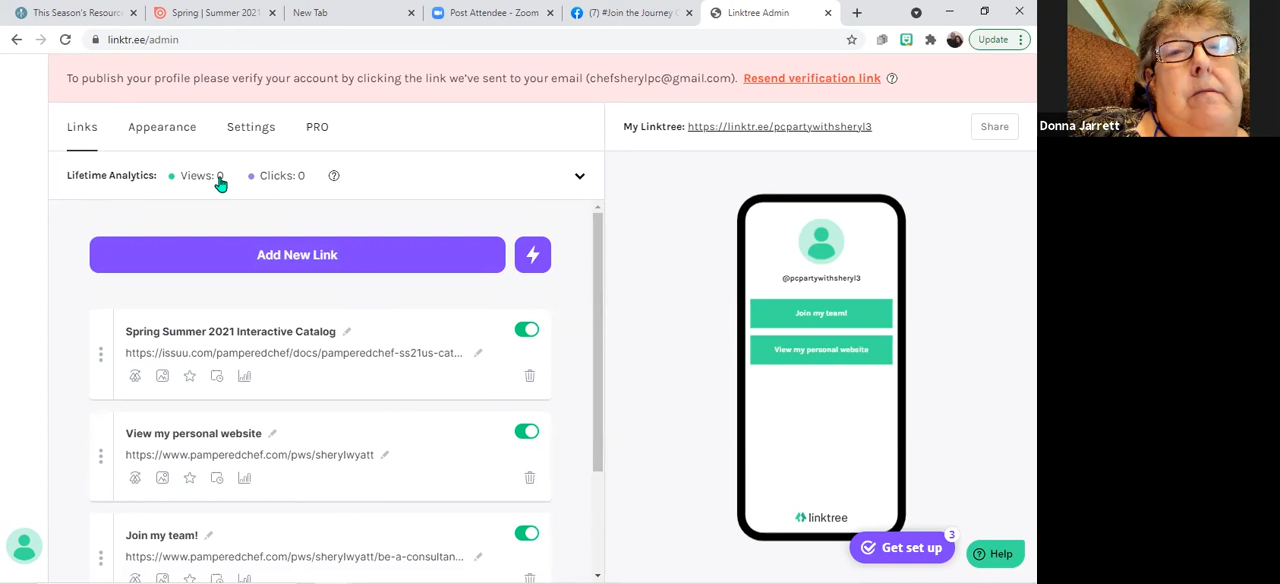 This Season's Resource
Spring | Summer 2021
New Tab
Post Attendee - Zoom
(7) #Join the Journey
Linktree Admin
linktr.ee/admin
Update
To publish your profile please verify your account by clicking the link we've sent to your email (chefsherylpc@gmail.com). Resend verification link
Links Appearance Settings PRO
My Linktree: https://linktr.ee/pcpartywithsheryl3
Share
Donna Jarrett
Lifetime Analytics: Views: 0 Clicks: 0
Add New Link
Spring Summer 2021 Interactive Catalog
https://issuu.com/pamperedchef/docs/pamperedchef-ss21us-cat...
View my personal website
https://www.pamperedchef.com/pws/sherylwyatt
Join my team!
https://www.pamperedchef.com/pws/sherylwyatt/be-a-consultan...
@pcpartywithsheryl3
Join my team!
View my personal website
linktree
Get set up
3
Help